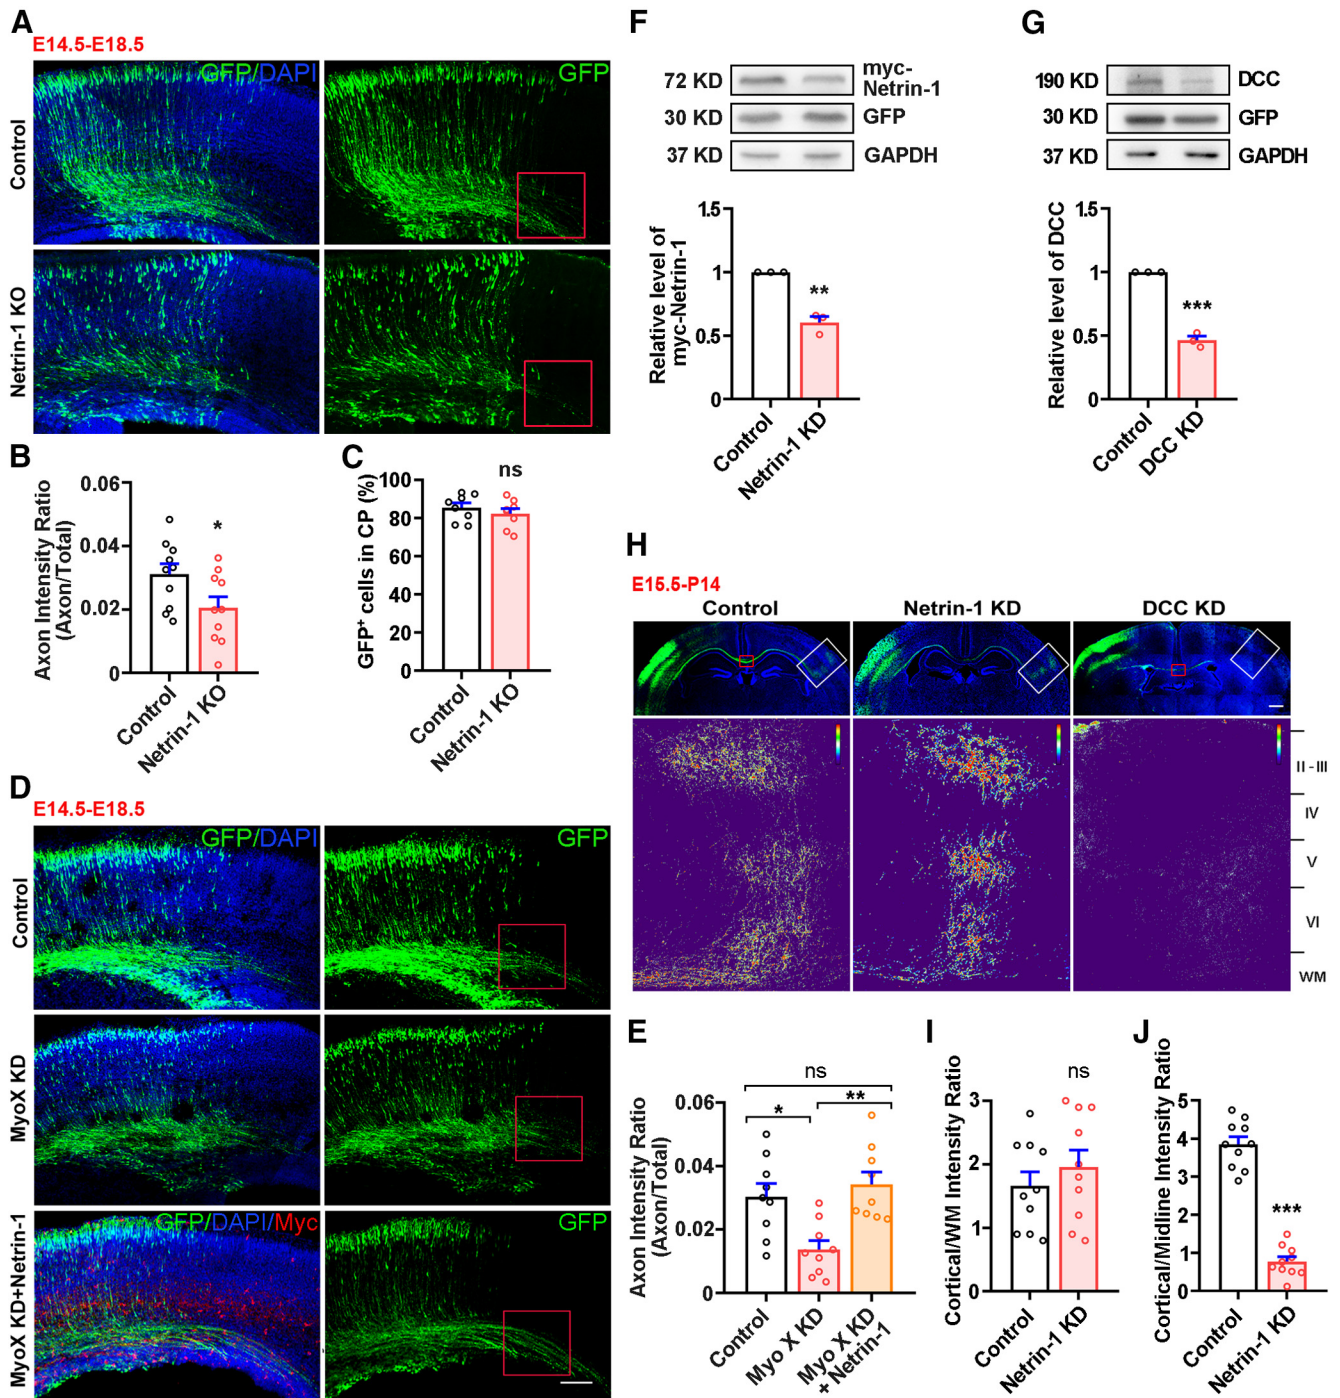 A
E14.5-E18.5
GFP/DAPI
GFP
Control
Netrin-1 KO
B
Axon Intensity Ratio
(Axon/Total)
0.06
0.04
0.02
0
*
Control
Netrin-1 KO
C
GFP+ cells in CP (%)
100
80
60
40
20
0
ns
Control
Netrin-1 KO
D
E14.5-E18.5
GFP/DAPI
GFP
Control
MyoX KD
GFP/DAPI/Myc
GFP
MyoX KD+Netrin-1
F
72 KD
myc-
Netrin-1
30 KD
GFP
37 KD
GAPDH
Relative level of
myc-Netrin-1
1.5
1
0.5
0
**
Control
Netrin-1 KD
G
190 KD
DCC
30 KD
GFP
37 KD
GAPDH
Relative level of DCC
1.5
1
0.5
0
***
Control
DCC KD
H
E15.5-P14
Control
Netrin-1 KD
DCC KD
II - III
IV
V
VI
WM
E
Axon Intensity Ratio
(Axon/Total)
0.06
0.04
0.02
0
ns
*
**
Control
Myo X KD
Myo X KD
+ Netrin-1
I
Cortical/WM Intensity Ratio
3
2
1
0
ns
Control
Netrin-1 KD
J
Cortical/Midline Intensity Ratio
5
4
3
2
1
0
***
Control
Netrin-1 KD